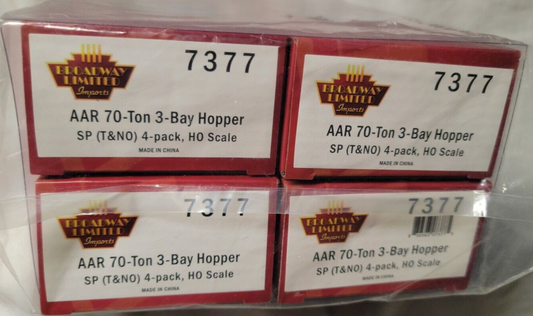 BROADWAY
LIMITED
Imports
7377
AAR 70-Ton 3-Bay Hopper
SP (T&NO) 4-pack, HO Scale
MADE IN CHINA
BROADWAY
LIMITED
Imports
7377
AAR 70-Ton 3-Bay Hopper
SP (T&NO) 4-pack, HO Scale
MADE IN CHINA
BROADWAY
LIMITED
Imports
7377
AAR 70-Ton 3-Bay Hopper
SP (T&NO) 4-pack, HO Scale
MADE IN CHINA
BROADWAY
LIMITED
Imports
7377
AAR 70-Ton 3-Bay Hopper
SP (T&NO) 4-pack, HO Scale
MADE IN CHINA